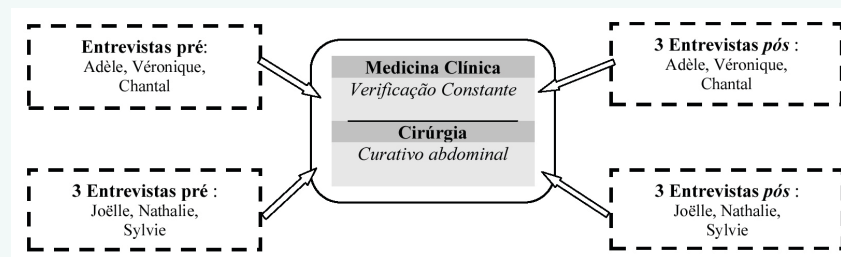 Entrevistas pré:
Adèle, Véronique,
Chantal
Medicina Clínica
Verificação Constante
Cirúrgia
Curativo abdominal
3 Entrevistas pós :
Adèle, Véronique,
Chantal
3 Entrevistas pré :
Joëlle, Nathalie,
Sylvie
3 Entrevistas pós :
Joëlle, Nathalie,
Sylvie